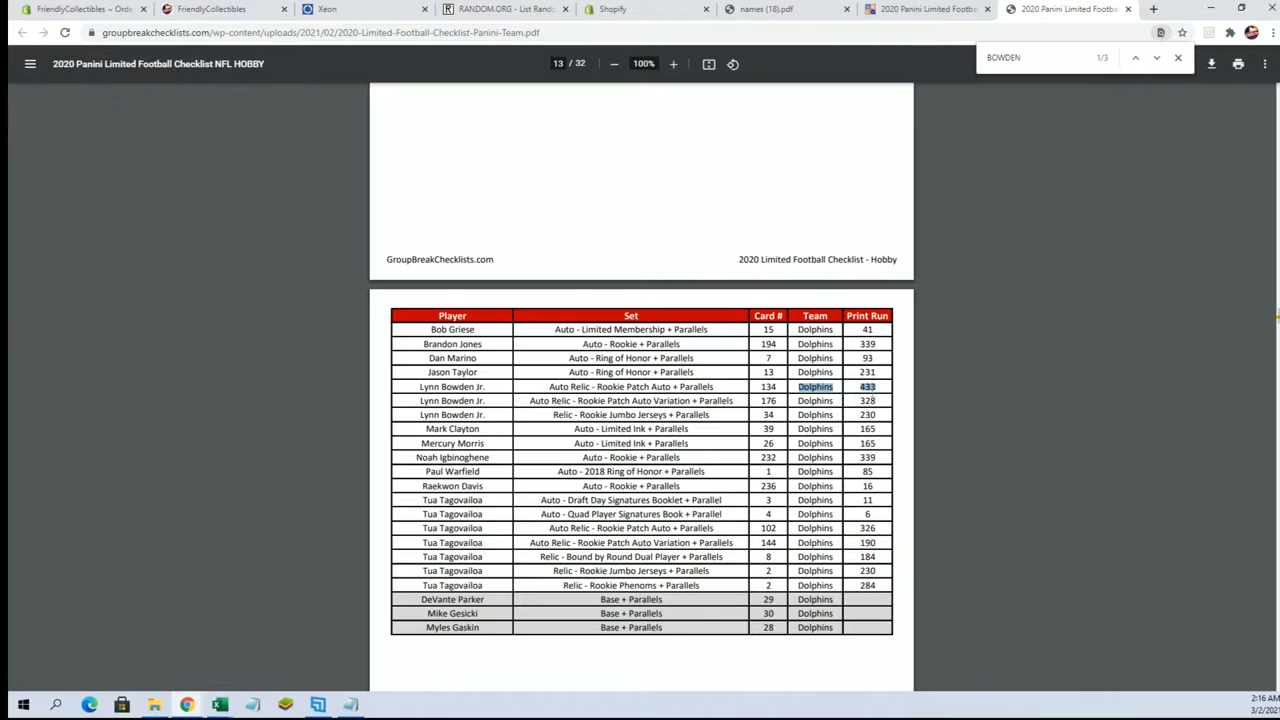 FriendlyCollectibles ~ Orde
FriendlyCollectibles
Xeon
RANDOM.ORG - List Rando
Shopify
names (18).pdf
2020 Panini Limited Footba
2020 Panini Limited Footba
groupbreakchecklists.com/wp-content/uploads/2021/02/2020-Limited-Football-Checklist-Panini-Team.pdf
BOWDEN 1/3
2020 Panini Limited Football Checklist NFL HOBBY
13 / 32
100%
GroupBreakChecklists.com
2020 Limited Football Checklist - Hobby
Player Set Card # Team Print Run
Bob Griese Auto - Limited Membership + Parallels 15 Dolphins 41
Brandon Jones Auto - Rookie + Parallels 194 Dolphins 339
Dan Marino Auto - Ring of Honor + Parallels 7 Dolphins 93
Jason Taylor Auto - Ring of Honor + Parallels 13 Dolphins 231
Lynn Bowden Jr. Auto Relic - Rookie Patch Auto + Parallels 134 Dolphins 433
Lynn Bowden Jr. Auto Relic - Rookie Patch Auto Variation + Parallels 176 Dolphins 328
Lynn Bowden Jr. Relic - Rookie Jumbo Jerseys + Parallels 34 Dolphins 230
Mark Clayton Auto - Limited Ink + Parallels 39 Dolphins 165
Mercury Morris Auto - Limited Ink + Parallels 26 Dolphins 165
Noah Igbinoghene Auto - Rookie + Parallels 232 Dolphins 339
Paul Warfield Auto - 2018 Ring of Honor + Parallels 1 Dolphins 85
Raekwon Davis Auto - Rookie + Parallels 236 Dolphins 16
Tua Tagovailoa Auto - Draft Day Signatures Booklet + Parallel 3 Dolphins 11
Tua Tagovailoa Auto - Quad Player Signatures Book + Parallel 4 Dolphins 6
Tua Tagovailoa Auto Relic - Rookie Patch Auto + Parallels 102 Dolphins 326
Tua Tagovailoa Auto Relic - Rookie Patch Auto Variation + Parallels 144 Dolphins 190
Tua Tagovailoa Relic - Bound by Round Dual Player + Parallels 8 Dolphins 184
Tua Tagovailoa Relic - Rookie Jumbo Jerseys + Parallels 2 Dolphins 230
Tua Tagovailoa Relic - Rookie Phenoms + Parallels 2 Dolphins 284
DeVante Parker Base + Parallels 29 Dolphins
Mike Gesicki Base + Parallels 30 Dolphins
Myles Gaskin Base + Parallels 28 Dolphins
2:16 AM
3/2/2021